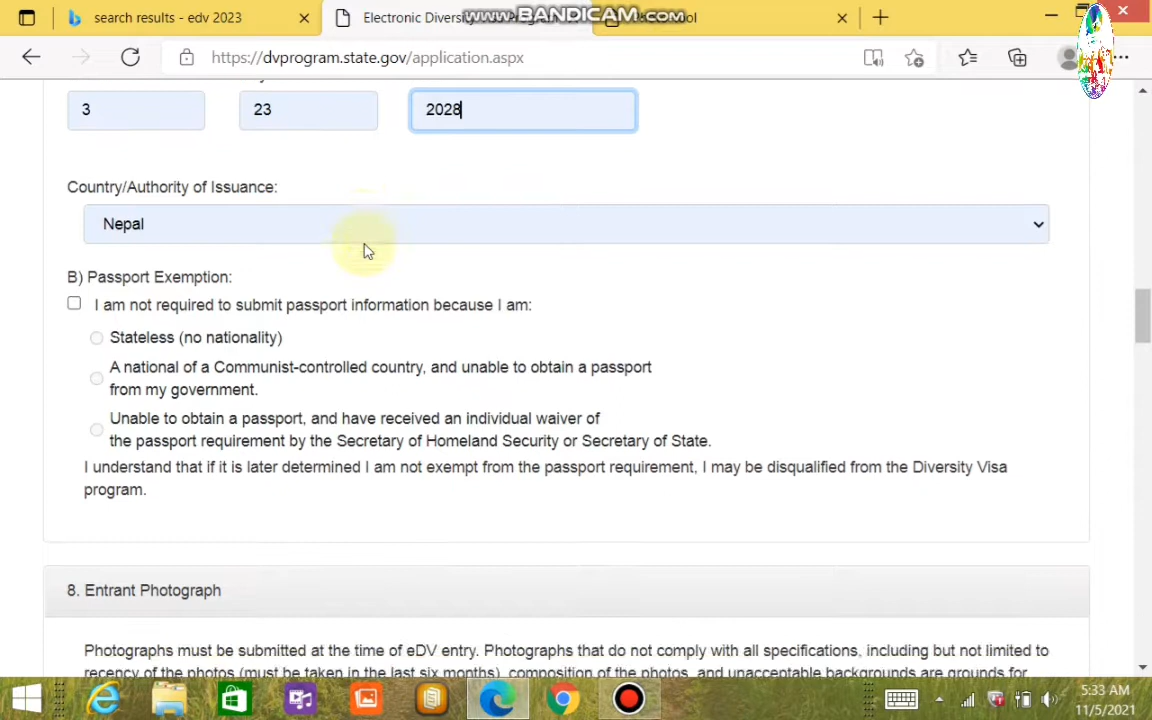 search results - edv 2023
Electronic Diversity
www.BANDICAM.com
https://dvprogram.state.gov/application.aspx
3
23
2028
Country/Authority of Issuance:
Nepal
B) Passport Exemption:
I am not required to submit passport information because I am:
Stateless (no nationality)
A national of a Communist-controlled country, and unable to obtain a passport
from my government.
Unable to obtain a passport, and have received an individual waiver of
the passport requirement by the Secretary of Homeland Security or Secretary of State.
I understand that if it is later determined I am not exempt from the passport requirement, I may be disqualified from the Diversity Visa
program.
8. Entrant Photograph
Photographs must be submitted at the time of eDV entry. Photographs that do not comply with all specifications, including but not limited to
recency of the photos (must be taken in the last six months), composition of the photos, and unacceptable backgrounds are grounds for
5:33 AM
11/5/2021